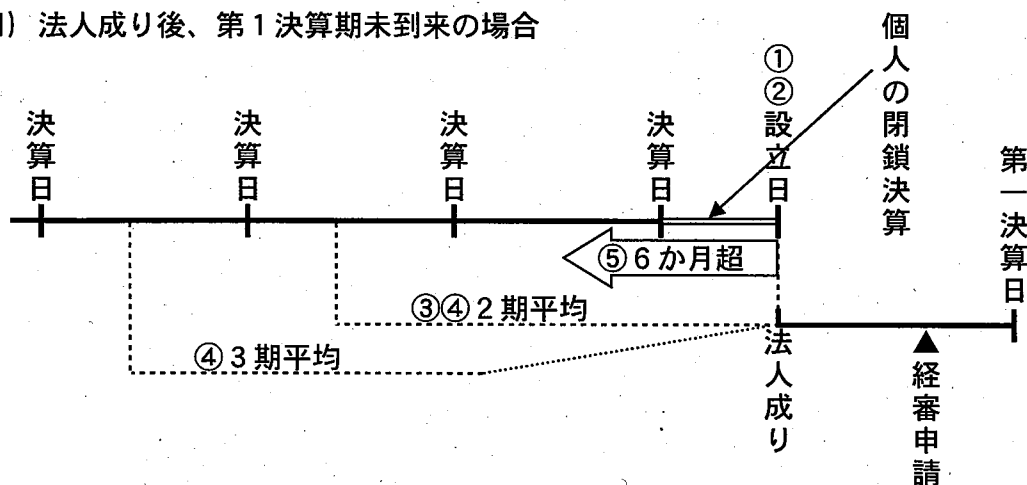 ) 法人成り後、第1決算期未到来の場合
個人の閉鎖決算
①②設立日
決算日
決算日
決算日
決算日
第一決算日
⑤6か月超
③④2期平均
④3期平均
法人成り
▲経審申請